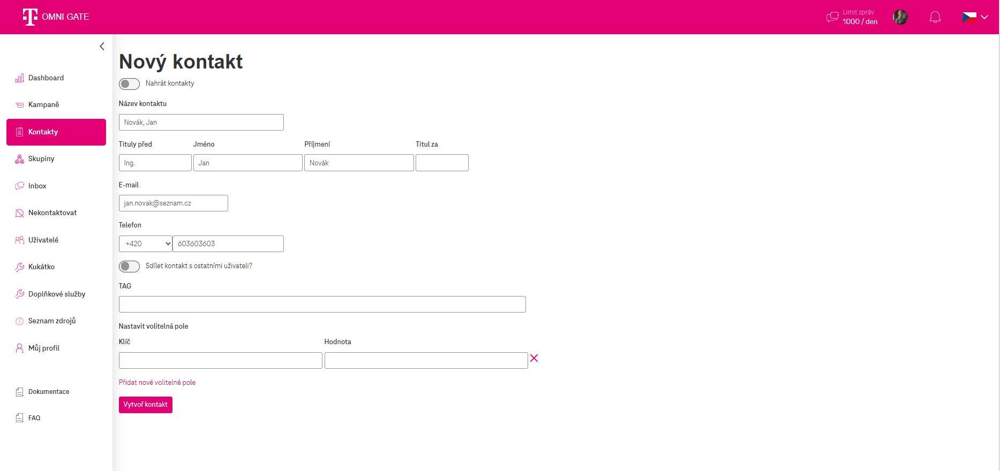 T OMNI GATE
Limit zpráv
1000 / den
Dashboard
Kampaně
Kontakty
Skupiny
Inbox
Nekontaktovat
Uživatelé
Kukátko
Doplňkové služby
Seznam zdrojů
Můj profil
Dokumentace
FAQ
Nový kontakt
Nahrát kontakty
Název kontaktu
Novák, Jan
Tituly před Jméno Příjmení Titul za
Ing. Jan Novák
E-mail
jan.novak@seznam.cz
Telefon
+420 603603603
Sdílet kontakt s ostatními uživateli?
TAG
Nastavit volitelná pole
Klíč Hodnota
Přidat nové volitelné pole
Vytvoř kontakt